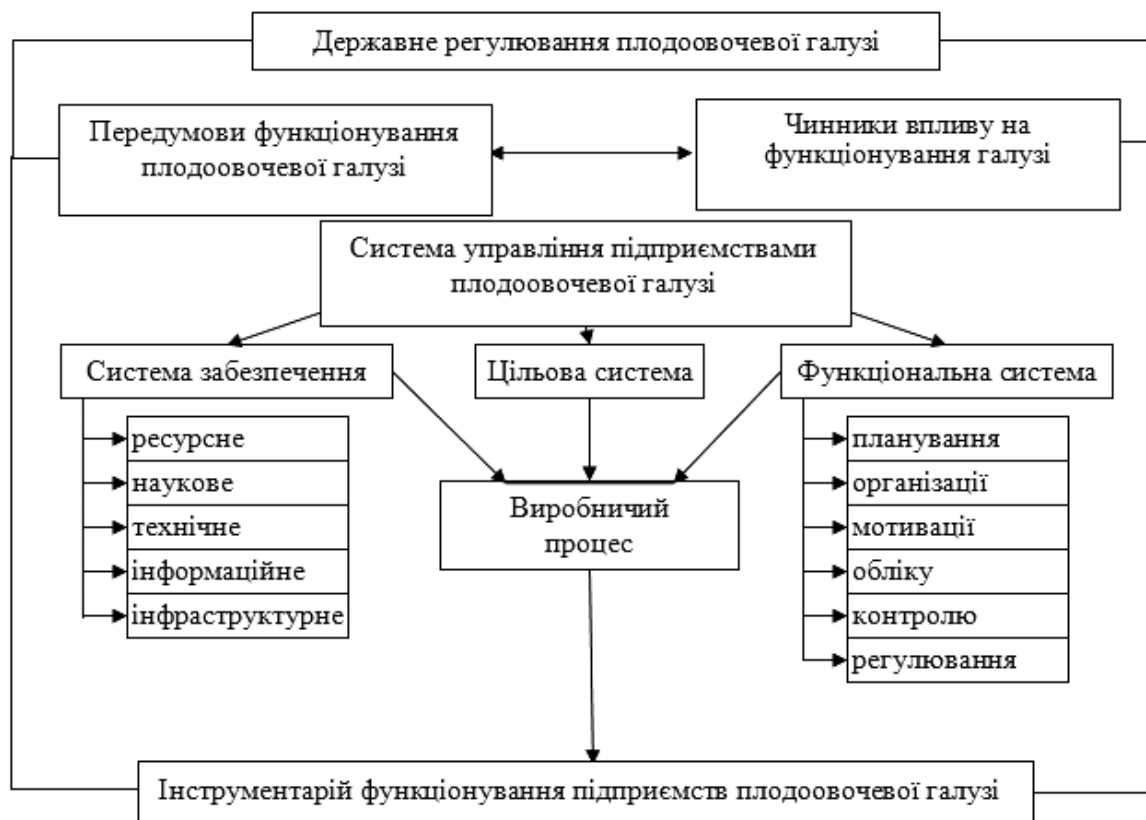 Державне регулювання плодоовочевої галузі
Передумови функціонування
плодоовочевої галузі
Чинники впливу на
функціонування галузі
Система управління підприємствами
плодоовочевої галузі
Система забезпечення
Цільова система
Функціональна система
ресурсне
наукове
технічне
інформаційне
інфраструктурне
Виробничий
процес
планування
організації
мотивації
обліку
контролю
регулювання
Інструментарій функціонування підприємств плодоовочевої галузі